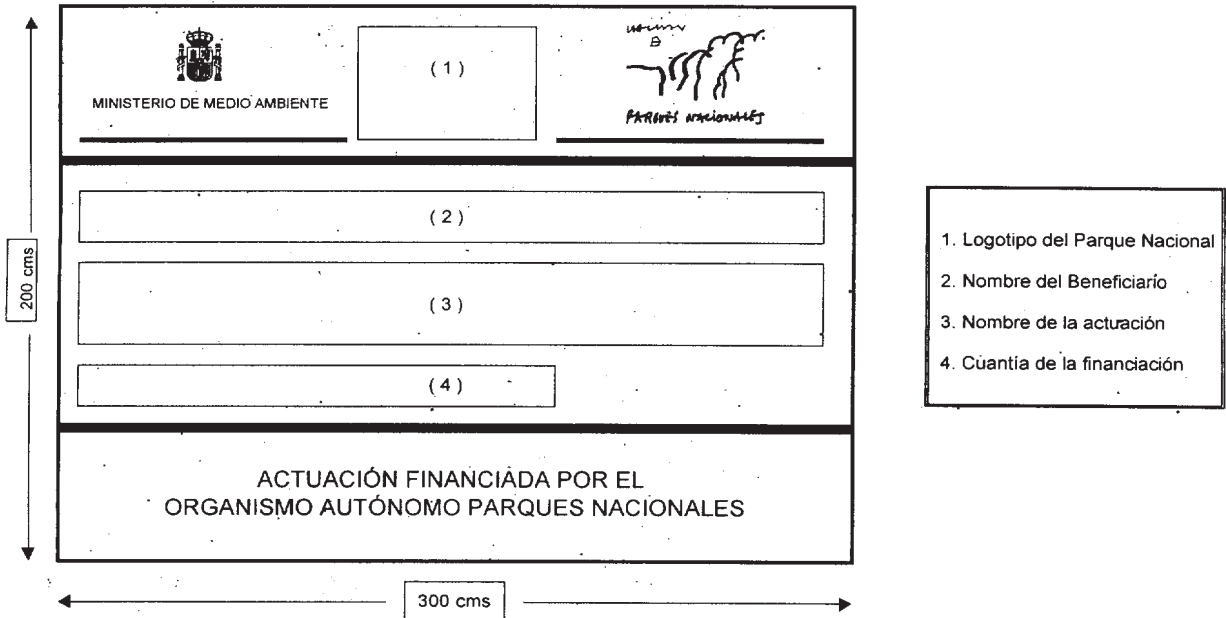 MINISTERIO DE MEDIO AMBIENTE
( 1 )
PARQUES NACIONALES
( 2 )
( 3 )
( 4 )
ACTUACIÓN FINANCIADA POR EL
ORGANISMO AUTÓNOMO PARQUES NACIONALES
200 cms
300 cms
1. Logotipo del Parque Nacional
2. Nombre del Beneficiario
3. Nombre de la actuación
4. Cuantía de la financiación